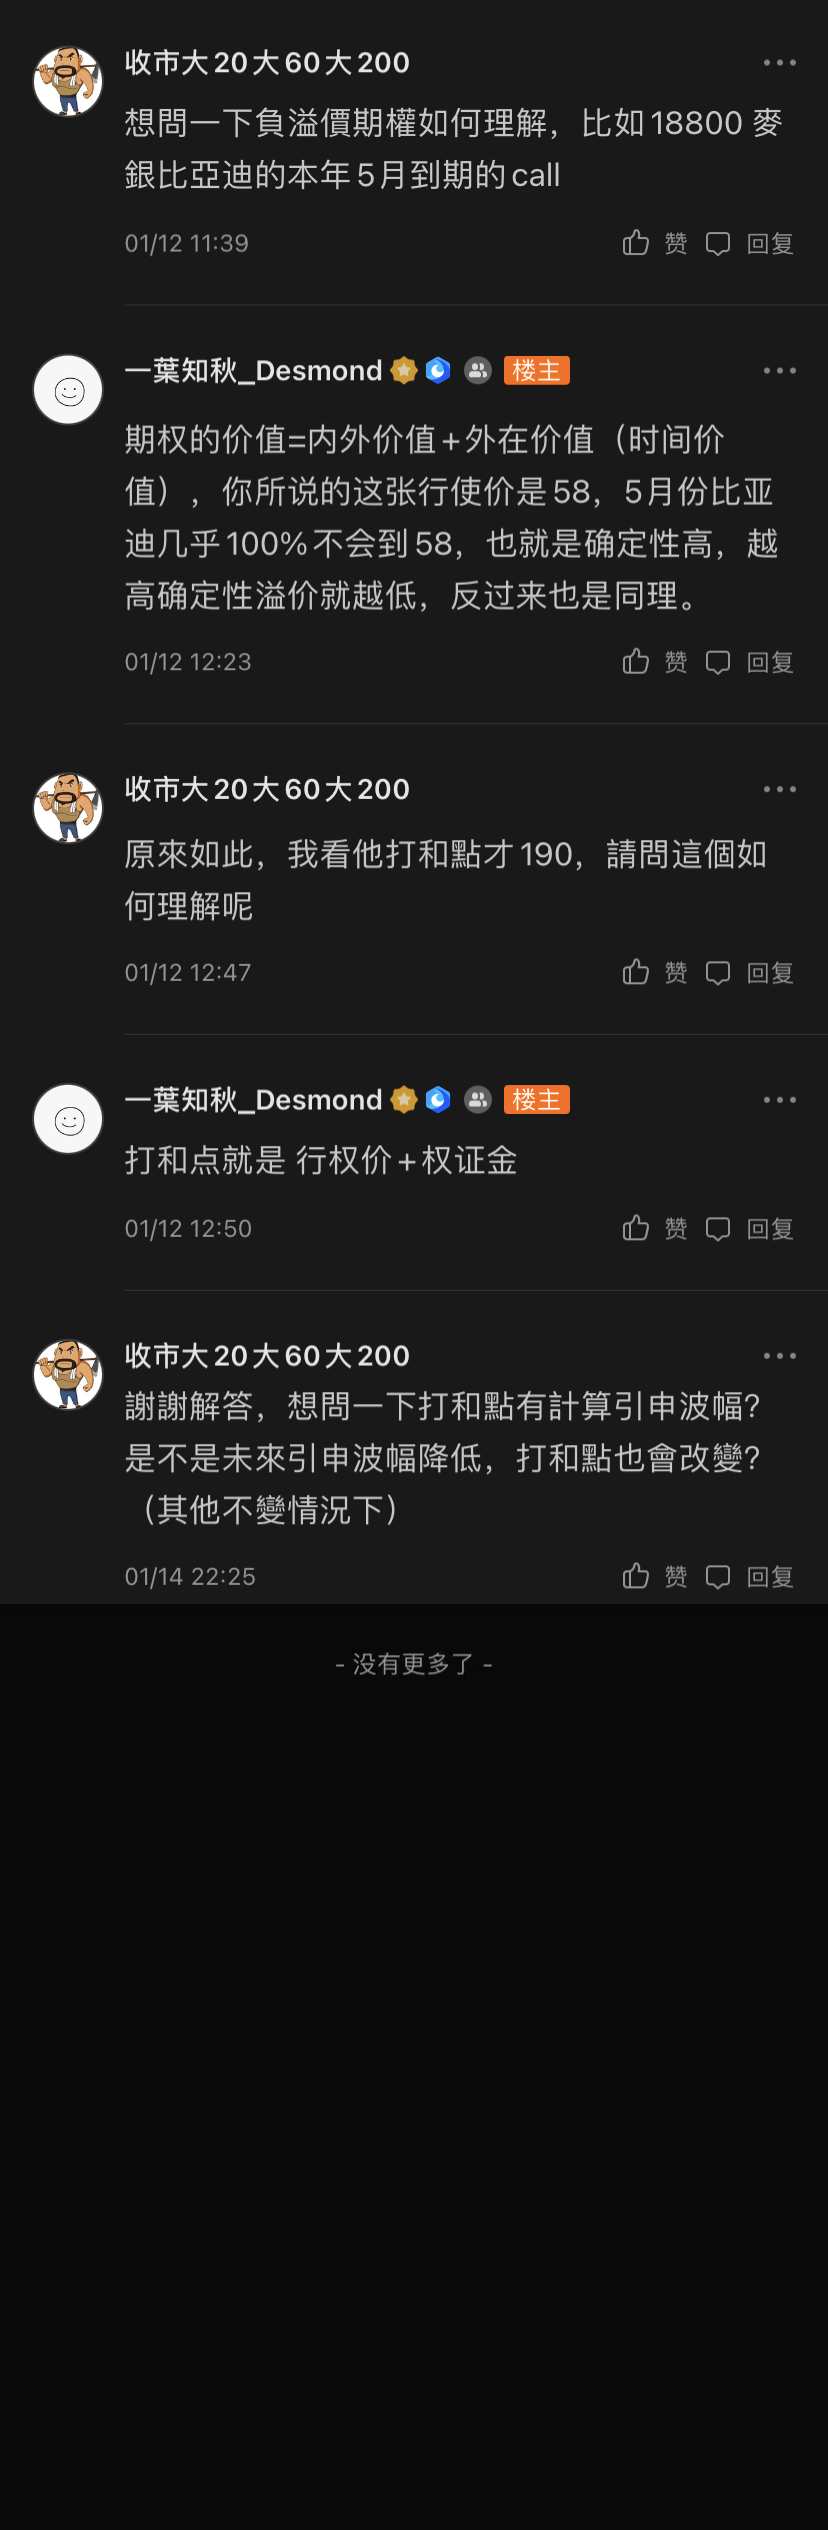 收市大20大60大200
想問一下負溢價期權如何理解，比如18800 麥
銀比亞迪的本年5月到期的call
01/12 11:39
赞 回复
一葉知秋_Desmond 楼主
期权的价值=内外价值+外在价值（时间价
值），你所说的这张行使价是58，5月份比亚
迪几乎100%不会到58，也就是确定性高，越
高确定性溢价就越低，反过来也是同理。
01/12 12:23
赞 回复
收市大20大60大200
原來如此，我看他打和點才190，請問這個如
何理解呢
01/12 12:47
赞 回复
一葉知秋_Desmond 楼主
打和点就是 行权价+权证金
01/12 12:50
赞 回复
收市大20大60大200
謝謝解答，想問一下打和點有計算引申波幅?
是不是未來引申波幅降低，打和點也會改變?
（其他不變情況下）
01/14 22:25
赞 回复
- 没有更多了 -